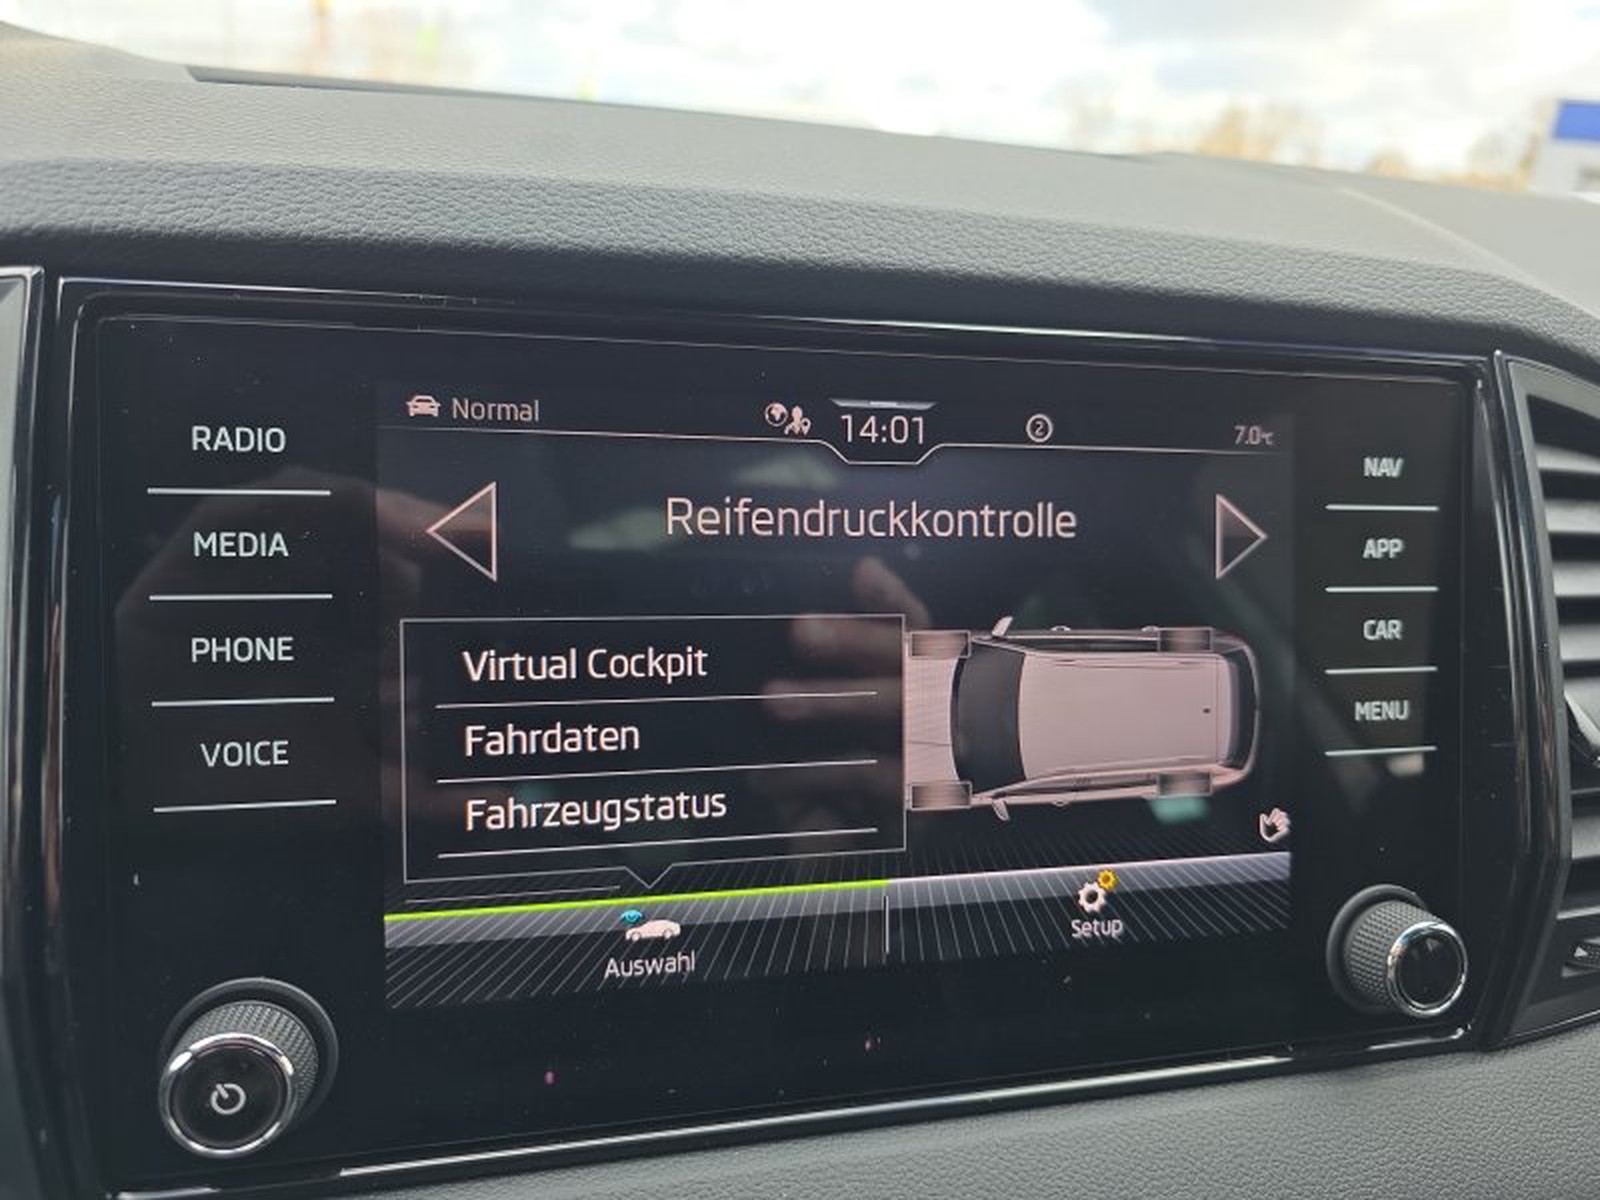 RADIO
MEDIA
PHONE
VOICE
Normal
14:01
2
7.0°C
Reifendruckkontrolle
Virtual Cockpit
Fahrdaten
Fahrzeugstatus
Auswahl
Setup
NAV
APP
CAR
MENU